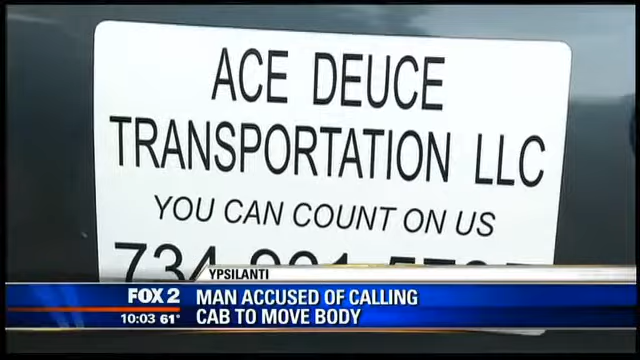 ACE DEUCE
TRANSPORTATION LLC
YOU CAN COUNT ON US
734
YPSILANTI
FOX 2
MAN ACCUSED OF CALLING
10:03 61°
CAB TO MOVE BODY